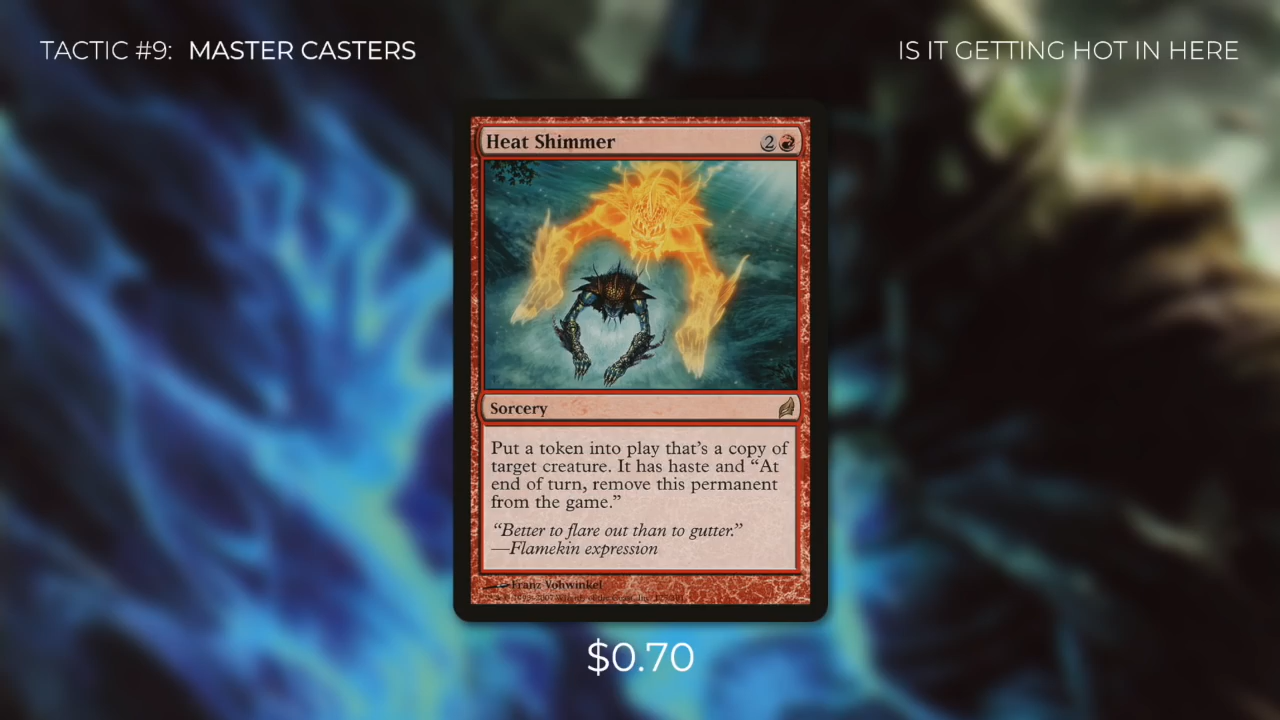 TACTIC #9: MASTER CASTERS
IS IT GETTING HOT IN HERE
Heat Shimmer 2
Sorcery
Put a token into play that's a copy of
target creature. It has haste and “At
end of turn, remove this permanent
from the game.”
“Better to flare out than to gutter.”
—Flamekin expression
Franz Vohwinkel
$0.70